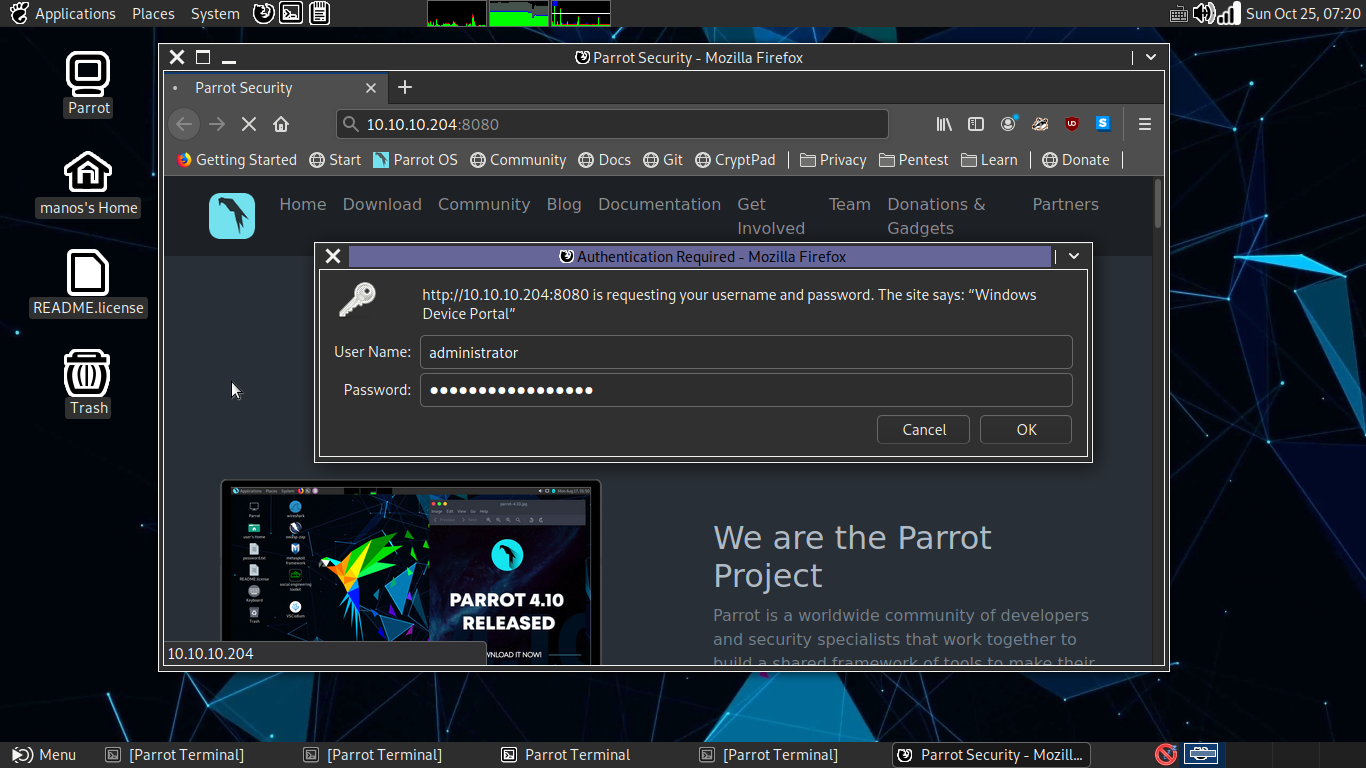 Applications Places System
Sun Oct 25, 07:20
Parrot Security - Mozilla Firefox
Parrot Security
10.10.10.204:8080
Getting Started Start Parrot OS Community Docs Git CryptPad Privacy Pentest Learn Donate
Parrot
manos's Home
README.license
Trash
Home Download Community Blog Documentation Get Involved Team Donations & Gadgets Partners
Authentication Required - Mozilla Firefox
http://10.10.10.204:8080 is requesting your username and password. The site says: “Windows
Device Portal”
User Name: administrator
Password: •••••••••••••••••
Cancel OK
PARROT 4.10
RELEASED
WNLOAD IT NOW!
We are the Parrot
Project
Parrot is a worldwide community of developers
and security specialists that work together to
build a shared framework of tools to make their
10.10.10.204
Menu [Parrot Terminal] [Parrot Terminal] Parrot Terminal [Parrot Terminal] Parrot Security - Mozill...